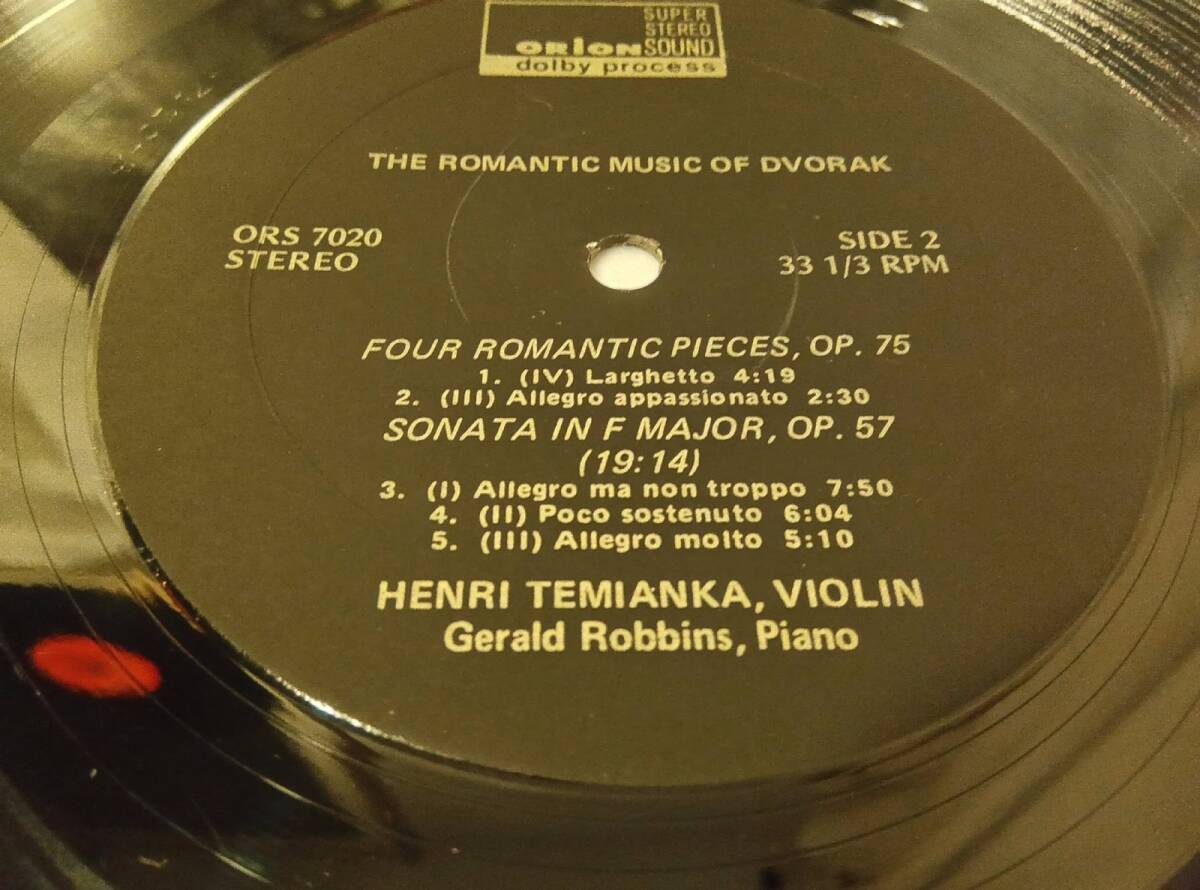 SUPER
STEREO
ORION SOUND
dolby process
THE ROMANTIC MUSIC OF DVORAK
ORS 7020
STEREO
SIDE 2
33 1/3 RPM
FOUR ROMANTIC PIECES, OP. 75
1. (IV) Larghetto 4:19
2. (III) Allegro appassionato 2:30
SONATA IN F MAJOR, OP. 57
(19:14)
3. (I) Allegro ma non troppo 7:50
4. (II) Poco sostenuto 6:04
5. (III) Allegro molto 5:10
HENRI TEMIANKA, VIOLIN
Gerald Robbins, Piano